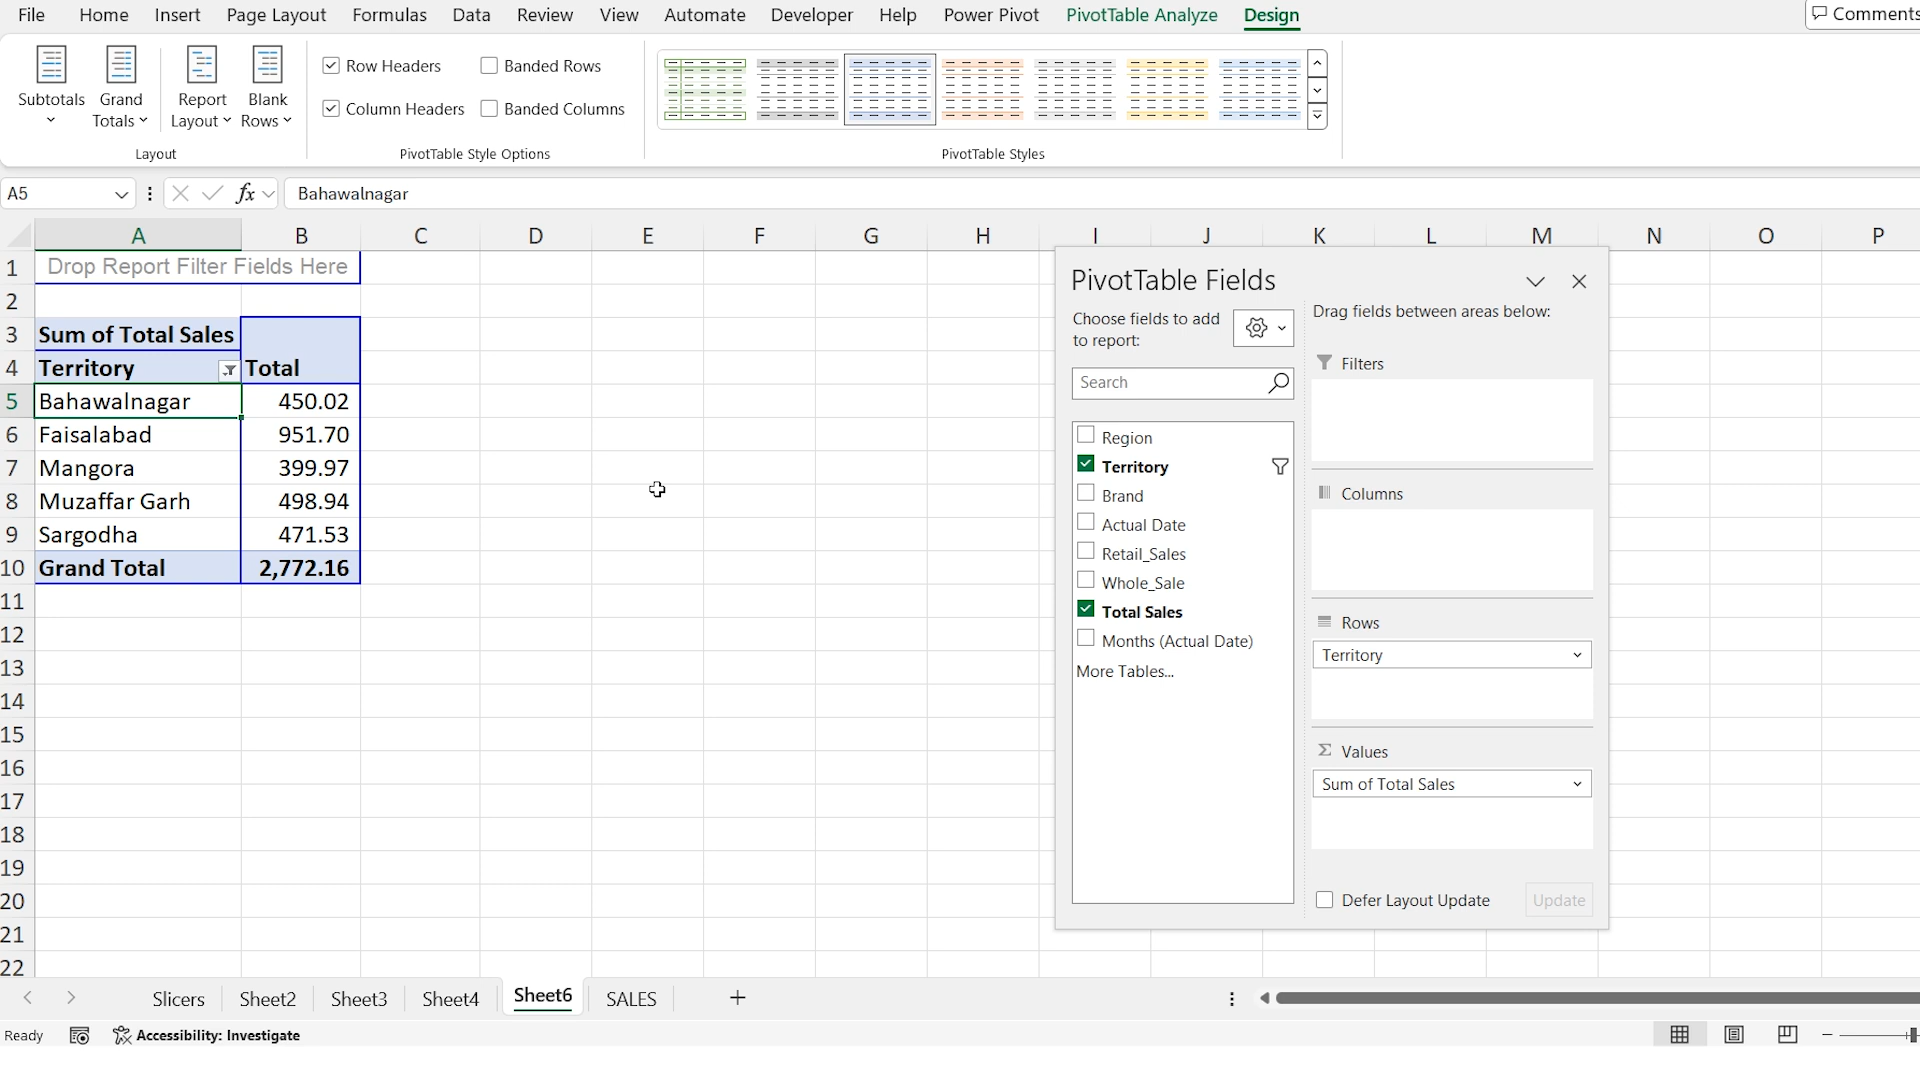 File Home Insert Page Layout Formulas Data Review View Automate Developer Help Power Pivot PivotTable Analyze Design Comments
Subtotals
Grand Totals
Report Layout
Blank Rows
Layout
Row Headers
Banded Rows
Column Headers
Banded Columns
PivotTable Style Options
PivotTable Styles
A5 fx Bahawalnagar
A B C D E F G H I J K L M N O P
1 Drop Report Filter Fields Here
2
3 Sum of Total Sales
4 Territory Total
5 Bahawalnagar 450.02
6 Faisalabad 951.70
7 Mangora 399.97
8 Muzaffar Garh 498.94
9 Sargodha 471.53
10 Grand Total 2,772.16
11
12
13
14
15
16
17
18
19
20
21
22
PivotTable Fields
Choose fields to add
to report:
Search
Region
Territory
Brand
Actual Date
Retail_Sales
Whole_Sale
Total Sales
Months (Actual Date)
More Tables...
Drag fields between areas below:
Filters
Columns
Rows
Territory
Σ Values
Sum of Total Sales
Defer Layout Update Update
Slicers Sheet2 Sheet3 Sheet4 Sheet6 SALES +
Ready Accessibility: Investigate